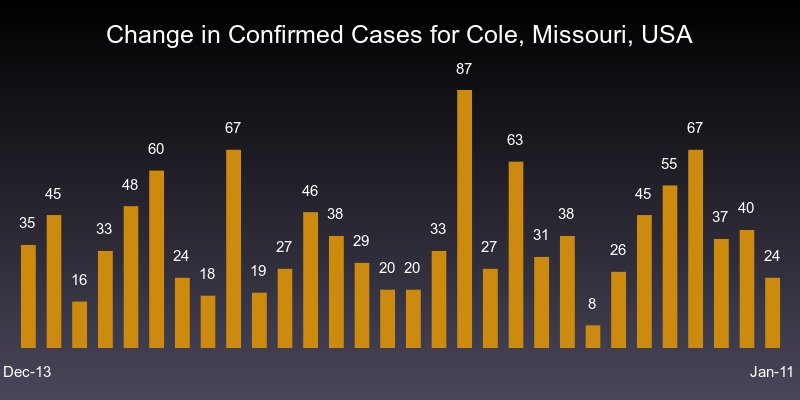 Change in Confirmed Cases for Cole, Missouri, USA
35 45 16 33 48 60 24 18 67 19 27 46 38 29 20 20 33 87 27 63 31 38 8 26 45 55 67 37 40 24
Dec-13 Jan-11